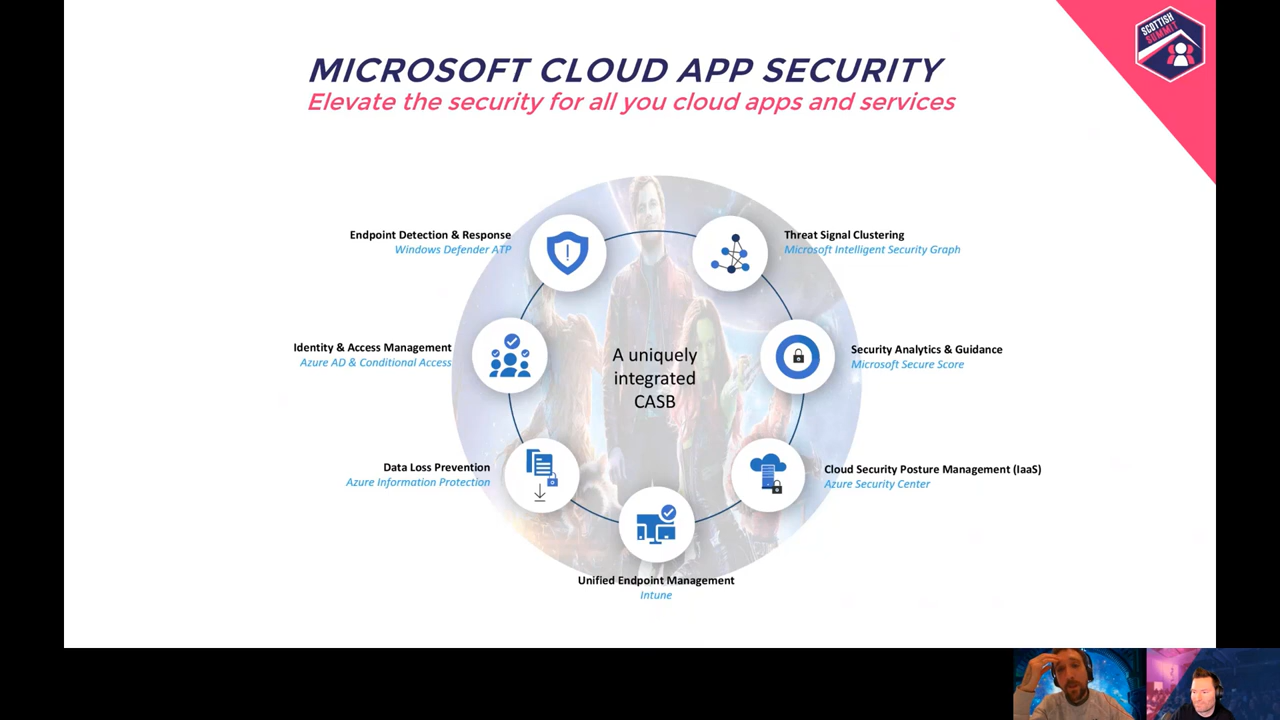 SCOTTISH
SUMMIT
MICROSOFT CLOUD APP SECURITY
Elevate the security for all you cloud apps and services
Endpoint Detection & Response
Windows Defender ATP
Threat Signal Clustering
Microsoft Intelligent Security Graph
Identity & Access Management
Azure AD & Conditional Access
A uniquely
integrated
CASB
Security Analytics & Guidance
Microsoft Secure Score
Data Loss Prevention
Azure Information Protection
Cloud Security Posture Management (IaaS)
Azure Security Center
Unified Endpoint Management
Intune